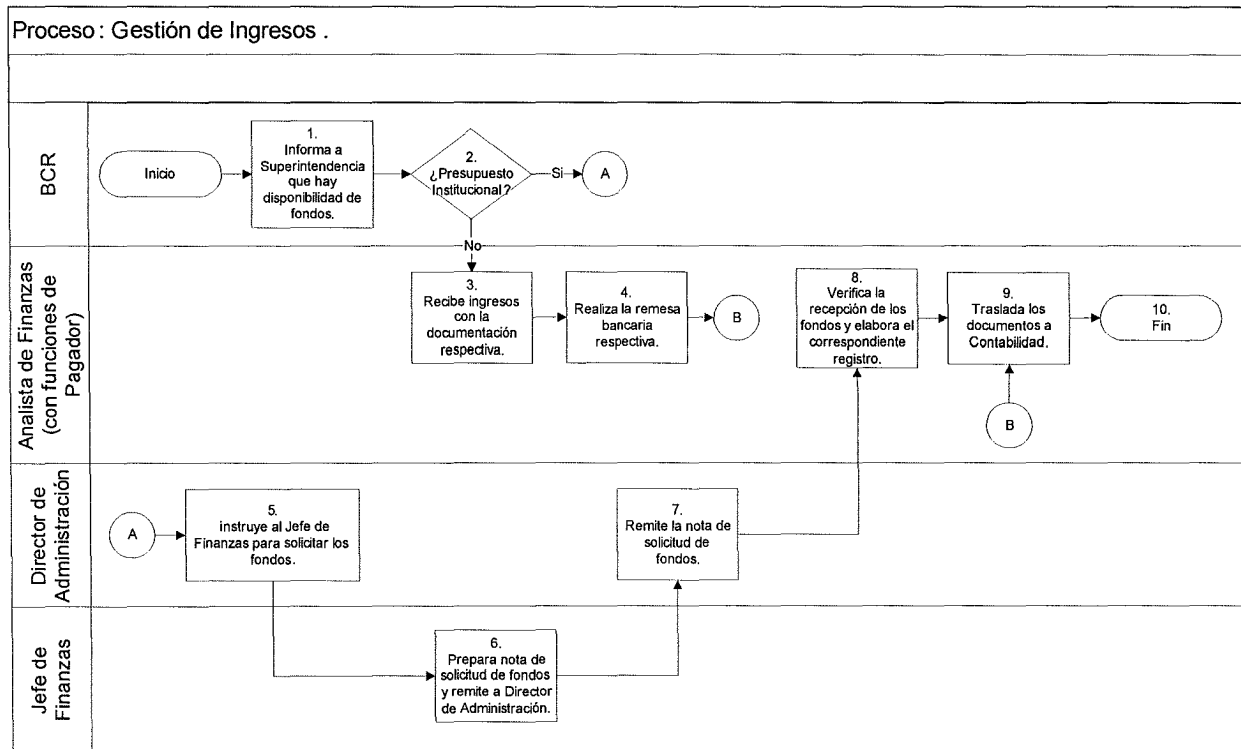 Proceso : Gestión de Ingresos .
BCR
Inicio
1.
Informa a
Superintendencia
que hay
disponibilidad de
fondos.
2.
¿Presupuesto
Institucional?
Si
A
No
Analista de Finanzas
(con funciones de
Pagador)
3.
Recibe ingresos
con la
documentación
respectiva.
4.
Realiza la remesa
bancaria
respectiva.
B
8.
Verifica la
recepción de los
fondos y elabora el
correspondiente
registro.
9.
Traslada los
documentos a
Contabilidad.
10.
Fin
B
Director de
Administración
A
5.
instruye al Jefe de
Finanzas para solicitar los
fondos.
7.
Remite la nota de
solicitud de
fondos.
Jefe de
Finanzas
6.
Prepara nota de
solicitud de fondos
y remite a Director
de Administración.